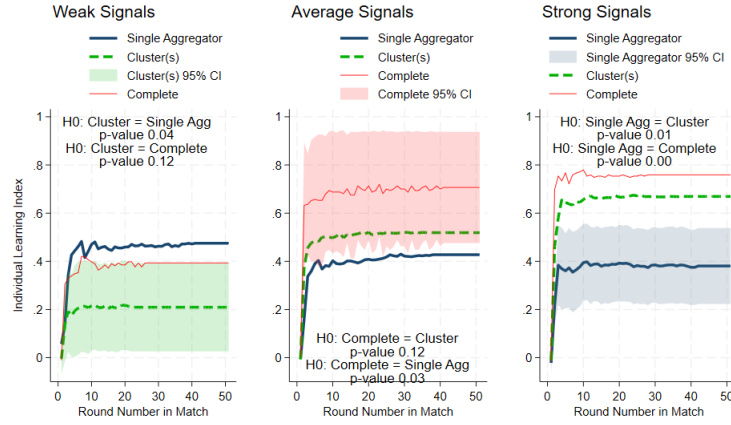 Weak Signals
Single Aggregator
Cluster(s)
Cluster(s) 95% CI
Complete
H0: Cluster = Single Agg
p-value 0.04
H0: Cluster = Complete
p-value 0.12
Individual Learning Index
1
.8
.6
.4
.2
0
0 10 20 30 40 50
Round Number in Match
Average Signals
Single Aggregator
Cluster(s)
Complete
Complete 95% CI
1
.8
.6
.4
.2
0
H0: Complete = Cluster
p-value 0.12
H0: Complete = Single Agg
p-value 0.03
0 10 20 30 40 50
Round Number in Match
Strong Signals
Single Aggregator
Single Aggregator 95% CI
Cluster(s)
Complete
H0: Single Agg = Cluster
p-value 0.01
H0: Single Agg = Complete
p-value 0.00
1
.8
.6
.4
.2
0
0 10 20 30 40 50
Round Number in Match